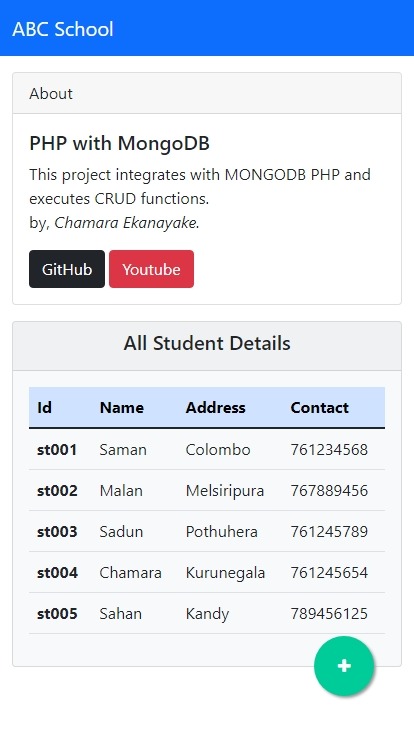 ABC School
About
PHP with MongoDB
This project integrates with MONGODB PHP and
executes CRUD functions.
by, Chamara Ekanayake.
GitHub Youtube
All Student Details
Id Name Address Contact
st001 Saman Colombo 761234568
st002 Malan Melsiripura 767889456
st003 Sadun Pothuhera 761245789
st004 Chamara Kurunegala 761245654
st005 Sahan Kandy 789456125
+